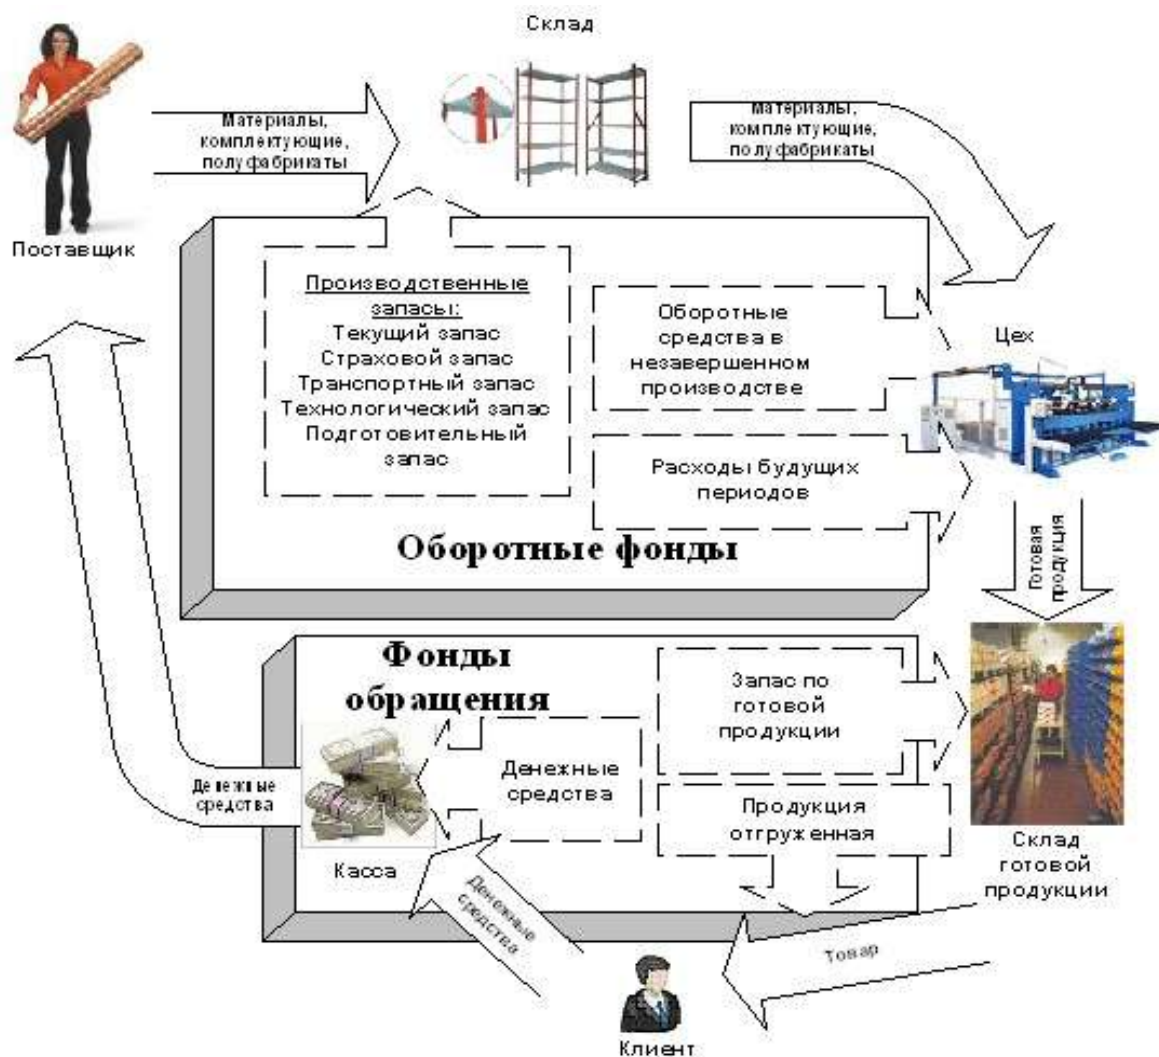 Склад
Материалы,
комплектующие,
полуфабрикаты
Материалы,
комплектующие,
полуфабрикаты
Поставщик
Производственные
запасы:
Текущий запас
Страховой запас
Транспортный запас
Технологический запас
Подготовительный
запас
Оборотные
средства в
незавершенном
производстве
Цех
Расходы будущих
периодов
Оборотные фонды
Готовая
продукция
Фонды
обращения
Запас по
готовой
продукции
Денежные
средства
Денежные
средства
Продукция
отгруженная
Касса
Склад
готовой
продукции
Денежные
средства
Товар
Клиент